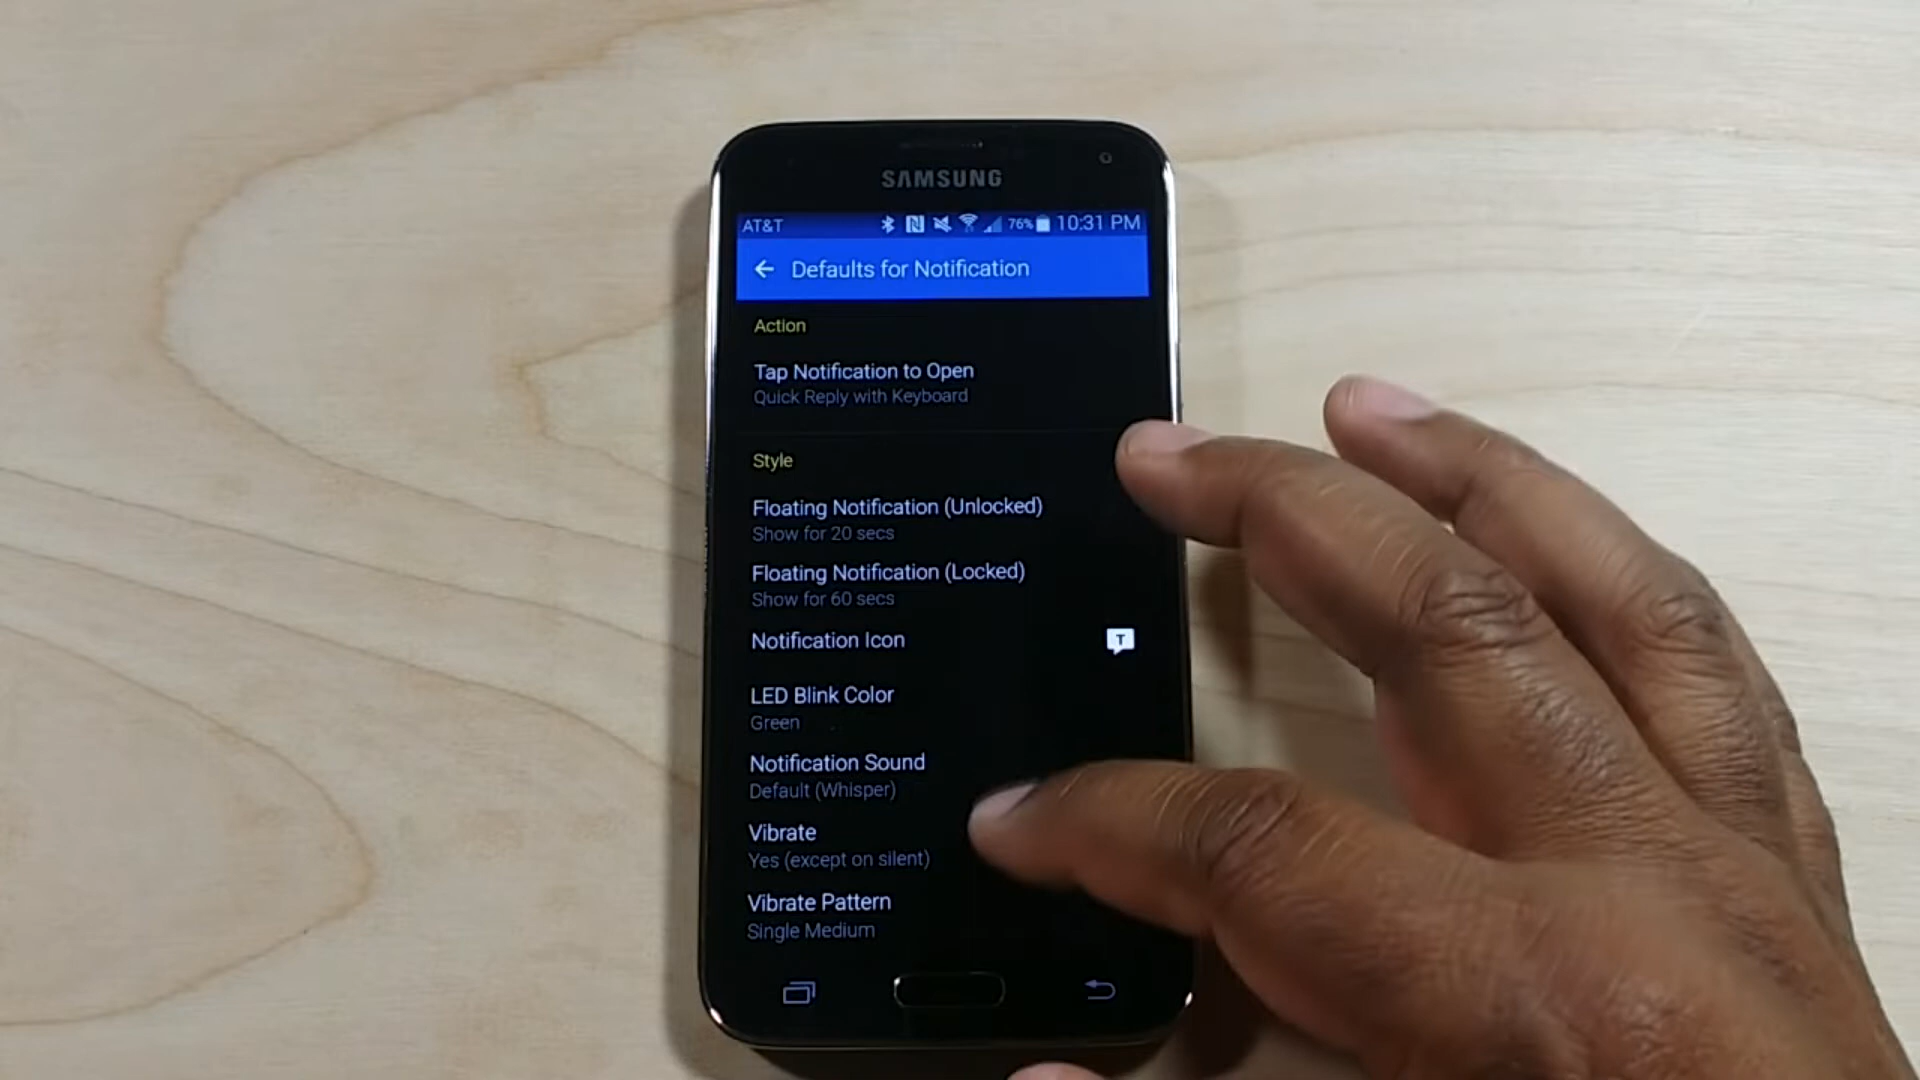 SAMSUNG
AT&T 76% 10:31 PM
Defaults for Notification
Action
Tap Notification to Open
Quick Reply with Keyboard
Style
Floating Notification (Unlocked)
Show for 20 secs
Floating Notification (Locked)
Show for 60 secs
Notification Icon T
LED Blink Color
Green
Notification Sound
Default (Whisper)
Vibrate
Yes (except on silent)
Vibrate Pattern
Single Medium